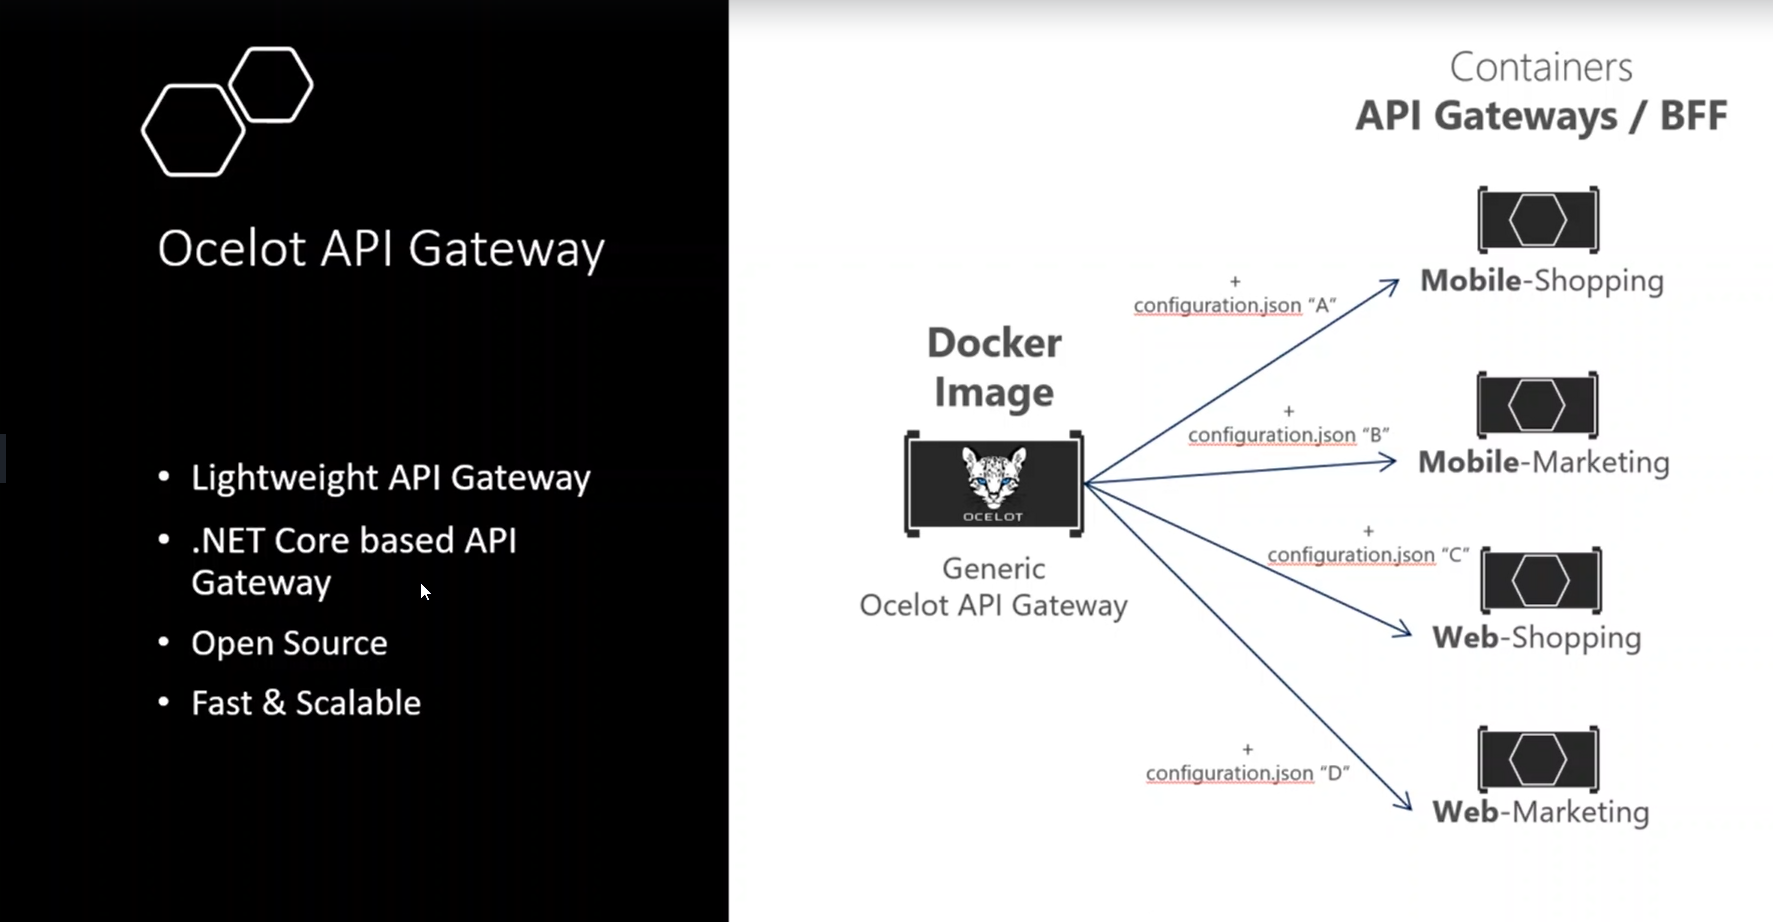 Ocelot API Gateway
• Lightweight API Gateway
• .NET Core based API
Gateway
• Open Source
• Fast & Scalable
Containers
API Gateways / BFF
Docker
Image
OCELOT
Generic
Ocelot API Gateway
+
configuration.json “A”
Mobile-Shopping
+
configuration.json “B”
Mobile-Marketing
+
configuration.json “C”
Web-Shopping
+
configuration.json “D”
Web-Marketing